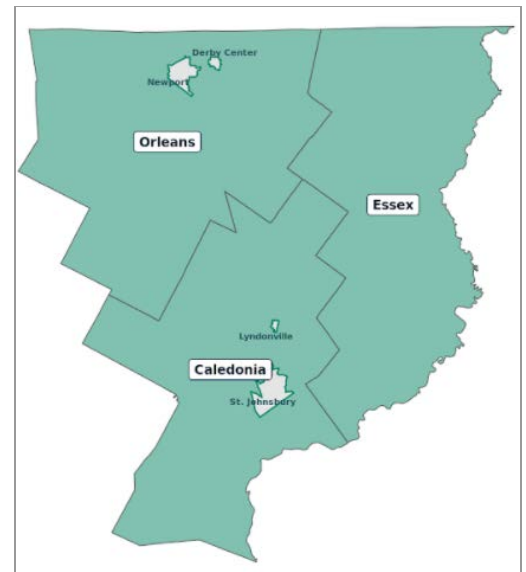 Derby Center
Newport
Orleans
Essex
Lyndonville
Caledonia
St. Johnsbury